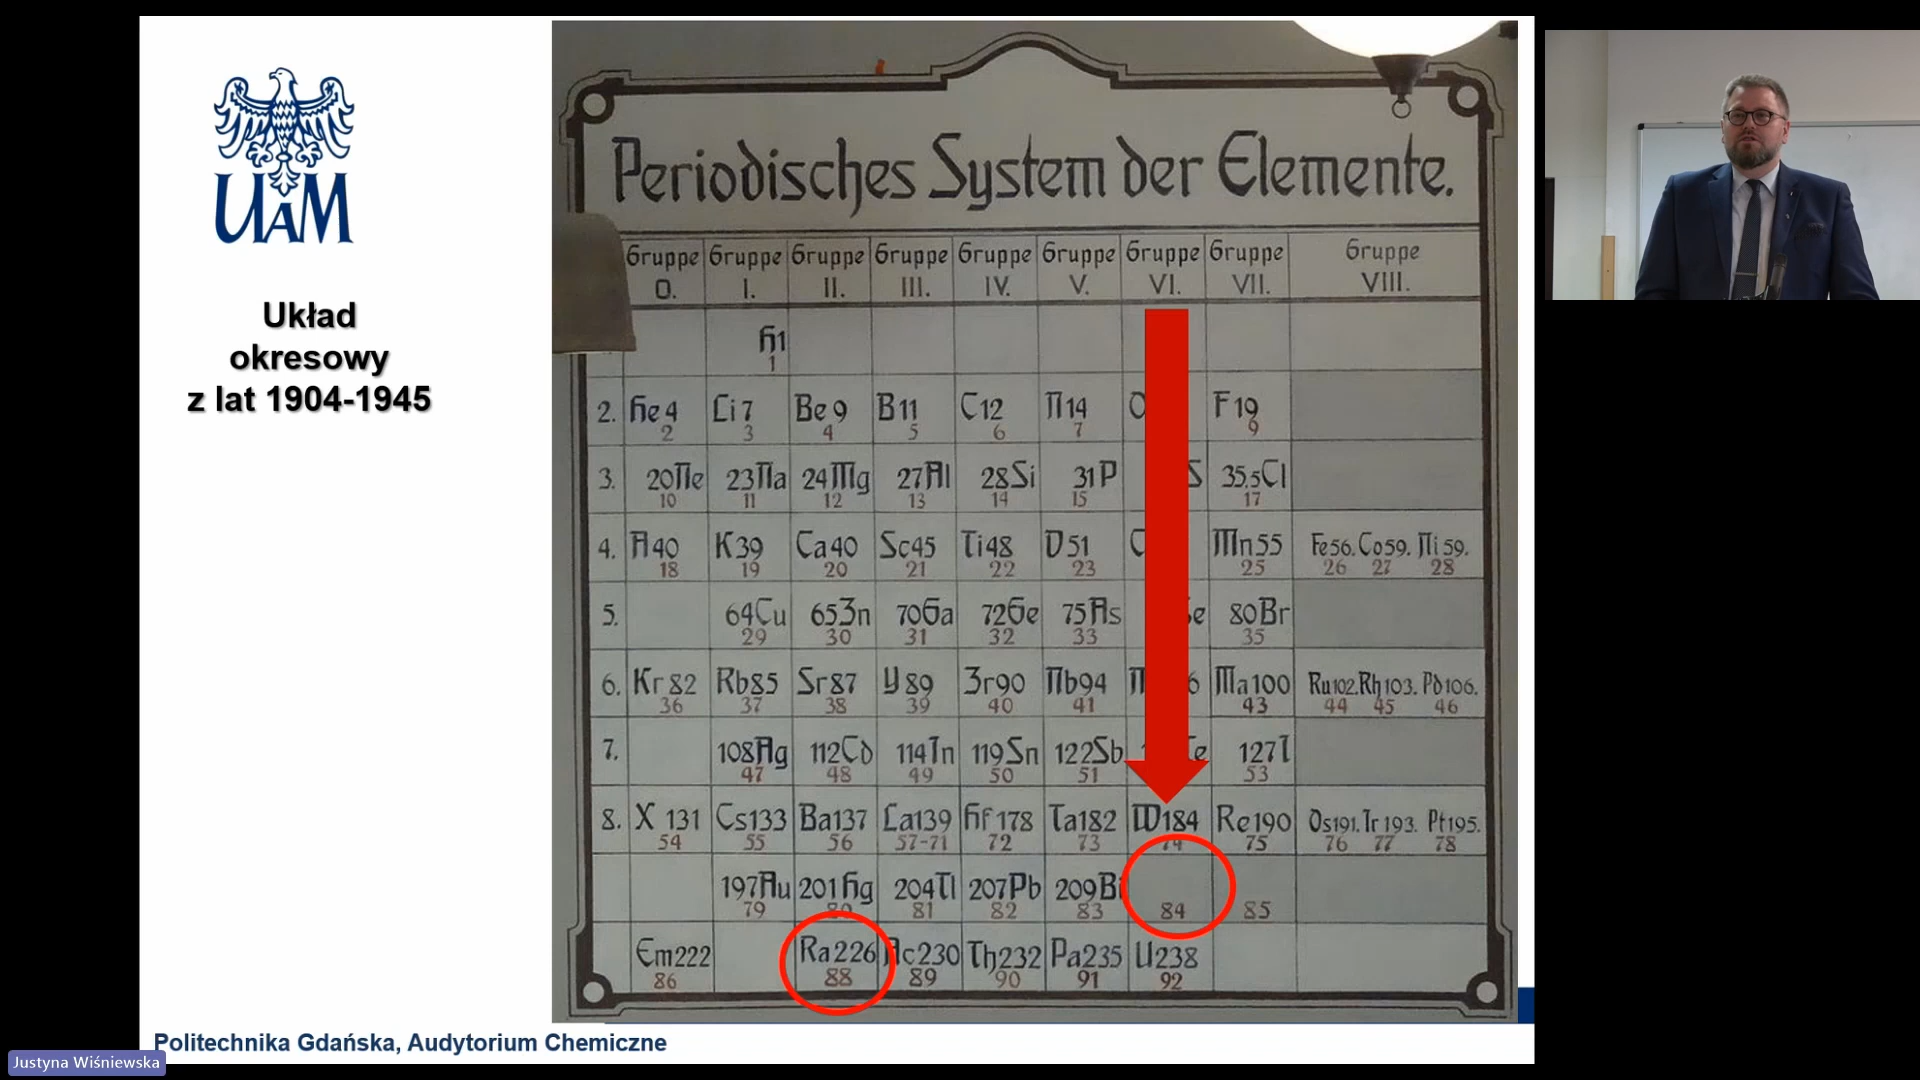 UAM
Układ
okresowy
z lat 1904-1945
Periodisches System der Elemente.
Gruppe Gruppe Gruppe Gruppe Gruppe Gruppe Gruppe Gruppe Gruppe
0. I. II. III. IV. V. VI. VII. VIII.
H1
1
2. He4 Li7 Be9 B11 C12 N14 O F19
2 3 4 5 6 7 9
3. 20Ne 23Na 24Mg 27Al 28Si 31P S 35,5Cl
10 11 12 13 14 15 17
4. A40 K39 Ca40 Sc45 Ti48 V51 C Mn55 Fe56. Co59. Ni59.
18 19 20 21 22 23 25 26 27 28
5. 64Cu 65Zn 70Ga 72Ge 75As Se 80Br
29 30 31 32 33 35
6. Kr82 Rb85 Sr87 Y89 Zr90 Nb94 M 6 Ma100 Ru102. Rh103. Pd106.
36 37 38 39 40 41 43 44 45 46
7. 108Ag 112Cd 114In 119Sn 122Sb 1 Te 127I
47 48 49 50 51 53
8. X 131 Cs133 Ba137 La139 Hf178 Ta182 W184 Re190 Os191. Ir193. Pt195.
54 55 56 57-71 72 73 74 75 76 77 78
197Au 201Hg 204Tl 207Pb 209Bi
79 80 81 82 83 84 85
Em222 Ra226 Ac230 Th232 Pa235 U238
86 88 89 90 91 92
Politechnika Gdańska, Audytorium Chemiczne
Justyna Wiśniewska